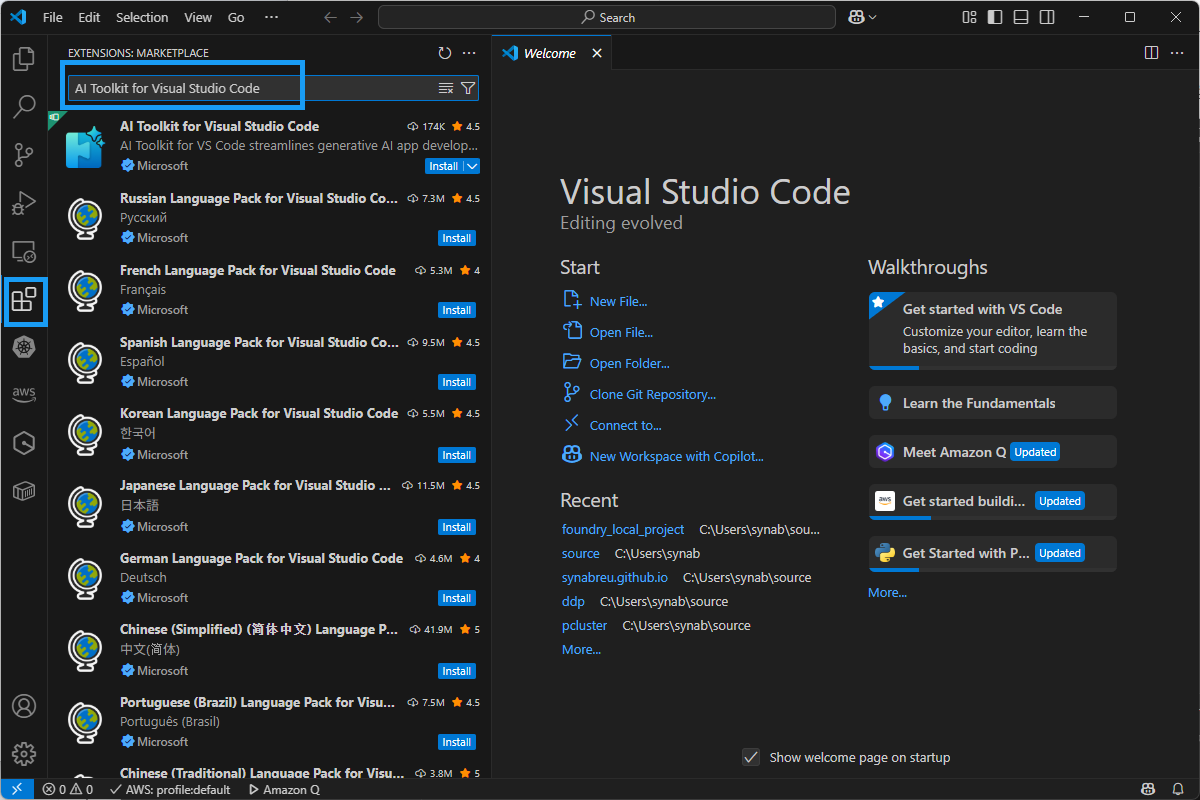 File Edit Selection View Go ···
Search
EXTENSIONS: MARKETPLACE
AI Toolkit for Visual Studio Code
AI Toolkit for Visual Studio Code 174K 4.5
AI Toolkit for VS Code streamlines generative AI app develop...
Microsoft Install
Russian Language Pack for Visual Studio Co... 7.3M 4.5
Русский
Microsoft Install
French Language Pack for Visual Studio Code 5.3M 4
Français
Microsoft Install
Spanish Language Pack for Visual Studio Co... 9.5M 4.5
Español
Microsoft Install
Korean Language Pack for Visual Studio Code 5.5M 4.5
한국어
Microsoft Install
Japanese Language Pack for Visual Studio ... 11.5M 4.5
日本語
Microsoft Install
German Language Pack for Visual Studio Code 4.6M 4
Deutsch
Microsoft Install
Chinese (Simplified) (简体中文) Language P... 41.9M 5
中文(简体)
Microsoft Install
Portuguese (Brazil) Language Pack for Visu... 7.5M 4.5
Português (Brasil)
Microsoft Install
Chinese (Traditional) Language Pack for Visu... 3.8M 5
aws
Welcome
Visual Studio Code
Editing evolved
Start
New File...
Open File...
Open Folder...
Clone Git Repository...
Connect to...
New Workspace with Copilot...
Recent
foundry_local_project C:\Users\synab\sou...
source C:\Users\synab
synabreu.github.io C:\Users\synab\source
ddp C:\Users\synab\source
pcluster C:\Users\synab\source
More...
Walkthroughs
Get started with VS Code
Customize your editor, learn the
basics, and start coding
Learn the Fundamentals
Meet Amazon Q Updated
aws Get started buildi... Updated
Get Started with P... Updated
More...
Show welcome page on startup
0 0 AWS: profile:default Amazon Q